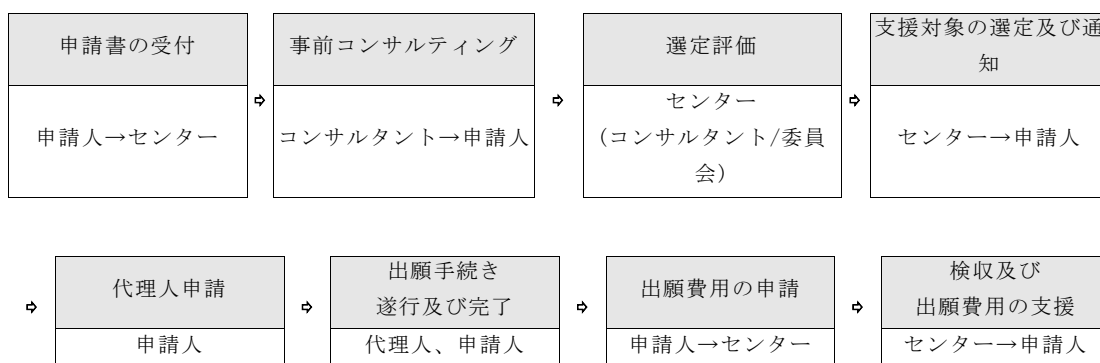 申請書の受付
申請人→センター
事前コンサルティング
コンサルタント→申請人
選定評価
センター
(コンサルタント/委員
会)
支援対象の選定及び通
知
センター→申請人
代理人申請
申請人
出願手続き
遂行及び完了
代理人、申請人
出願費用の申請
申請人→センター
検収及び
出願費用の支援
センター→申請人